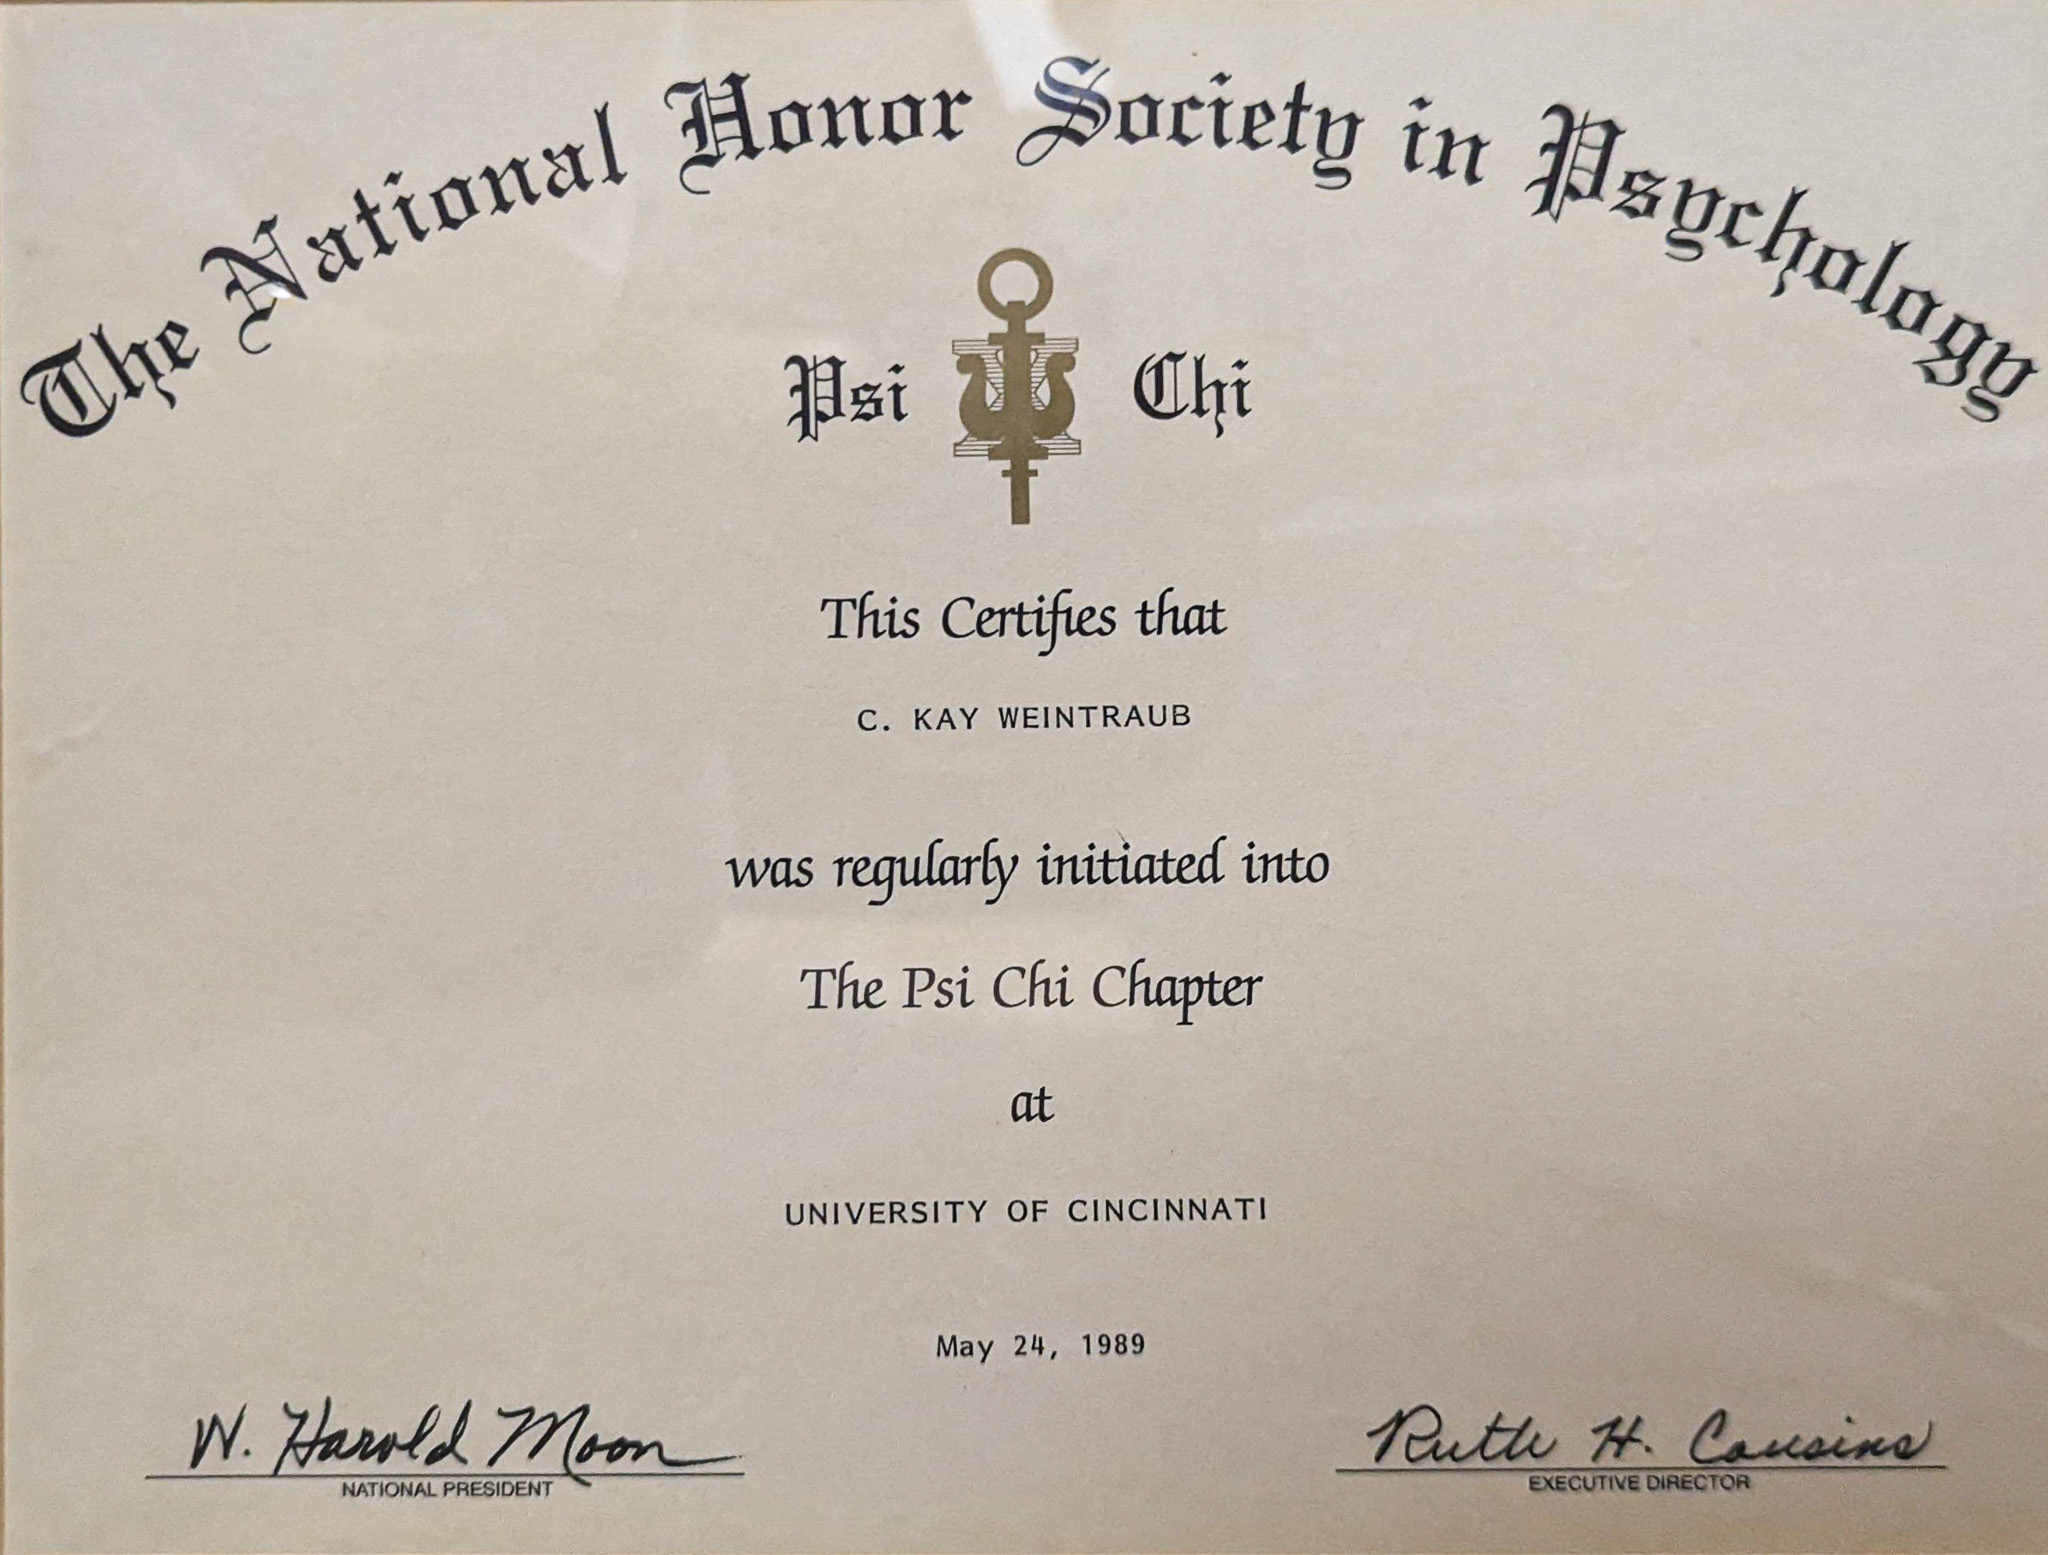 The National Honor Society in Psychology
Psi Chi
This Certifies that
C. KAY WEINTRAUB
was regularly initiated into
The Psi Chi Chapter
at
UNIVERSITY OF CINCINNATI
May 24, 1989
W. Harold Moon Ruth H. Cousins
NATIONAL PRESIDENT EXECUTIVE DIRECTOR